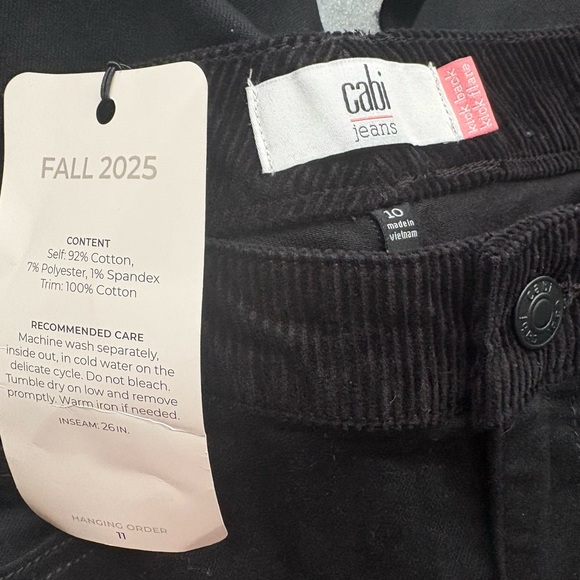 FALL 2025
CONTENT
Self: 92% Cotton,
7% Polyester, 1% Spandex
Trim: 100% Cotton
RECOMMENDED CARE
Machine wash separately,
inside out, in cold water on the
delicate cycle. Do not bleach.
Tumble dry on low and remove
promptly. Warm iron if needed.
INSEAM: 26 IN.
HANGING ORDER
11
cabi
jeans
kick back
kick flare
10
made in
vietnam
cabi